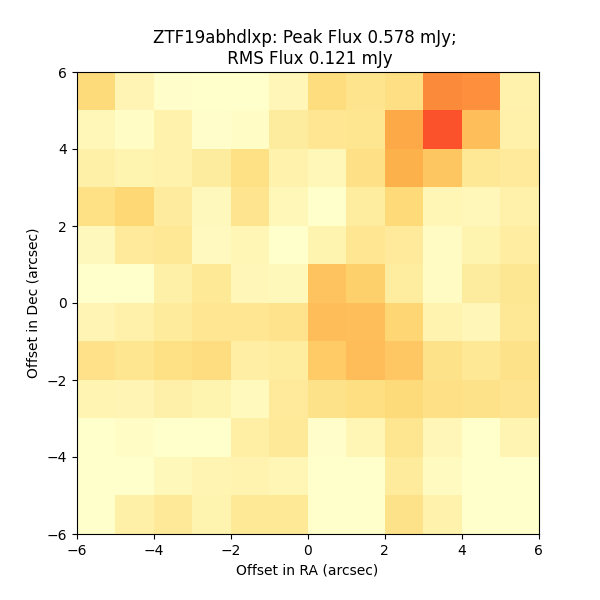 ZTF19abhdlxp: Peak Flux 0.578 mJy;
RMS Flux 0.121 mJy
6
4
2
0
−2
−4
−6
Offset in Dec (arcsec)
−6 −4 −2 0 2 4 6
Offset in RA (arcsec)